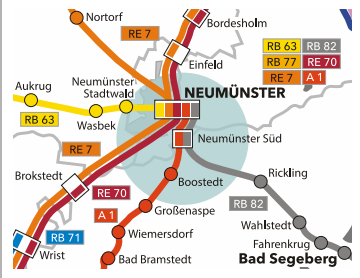 Nortorf
Bordesholm
RE 7
Einfeld
RB 63 RB 82
RB 77 RE 70
RE 7 A 1
Aukrug
Neumünster
Stadtwald
NEUMÜNSTER
RB 63
Wasbek
Neumünster Süd
RE 7
Brokstedt
RE 70
Boostedt
Rickling
A 1
Großenaspe
RB 82
RB 71
Wiemersdorf
Wahlstedt
Wrist
Fahrenkrug
Bad Bramstedt
Bad Segeberg